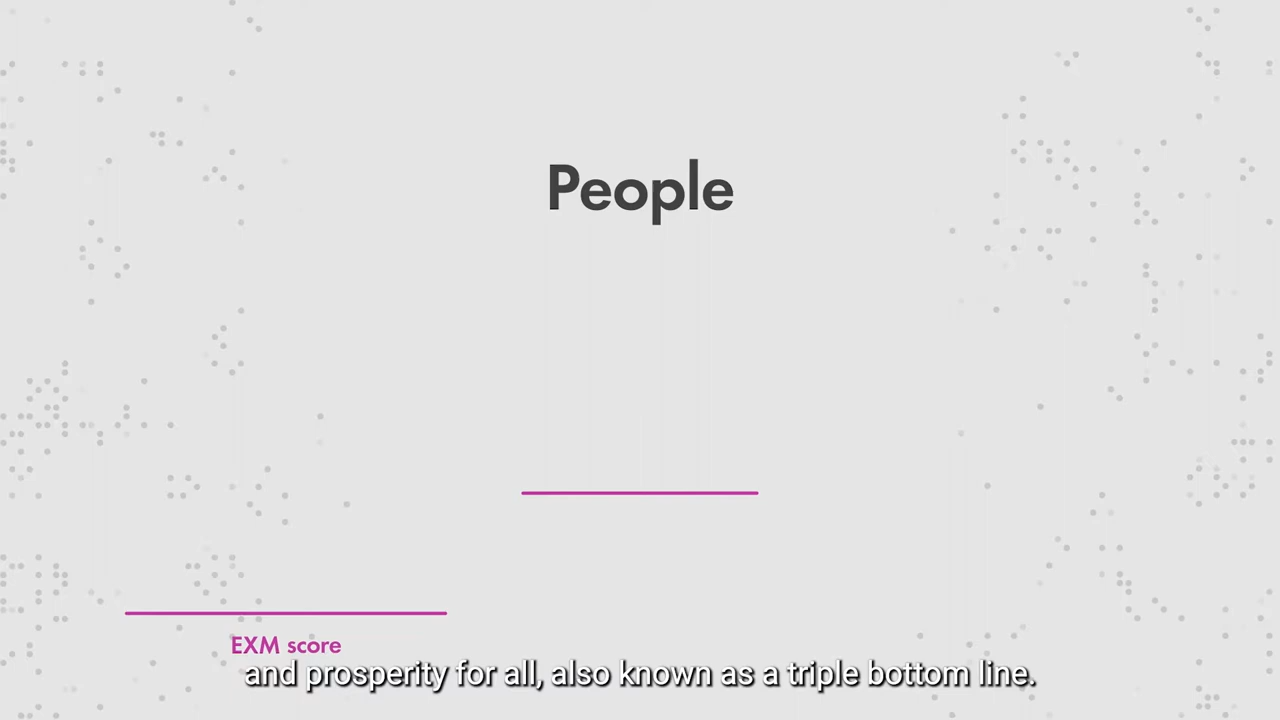 People
EXM score
and prosperity for all, also known as a triple bottom line.